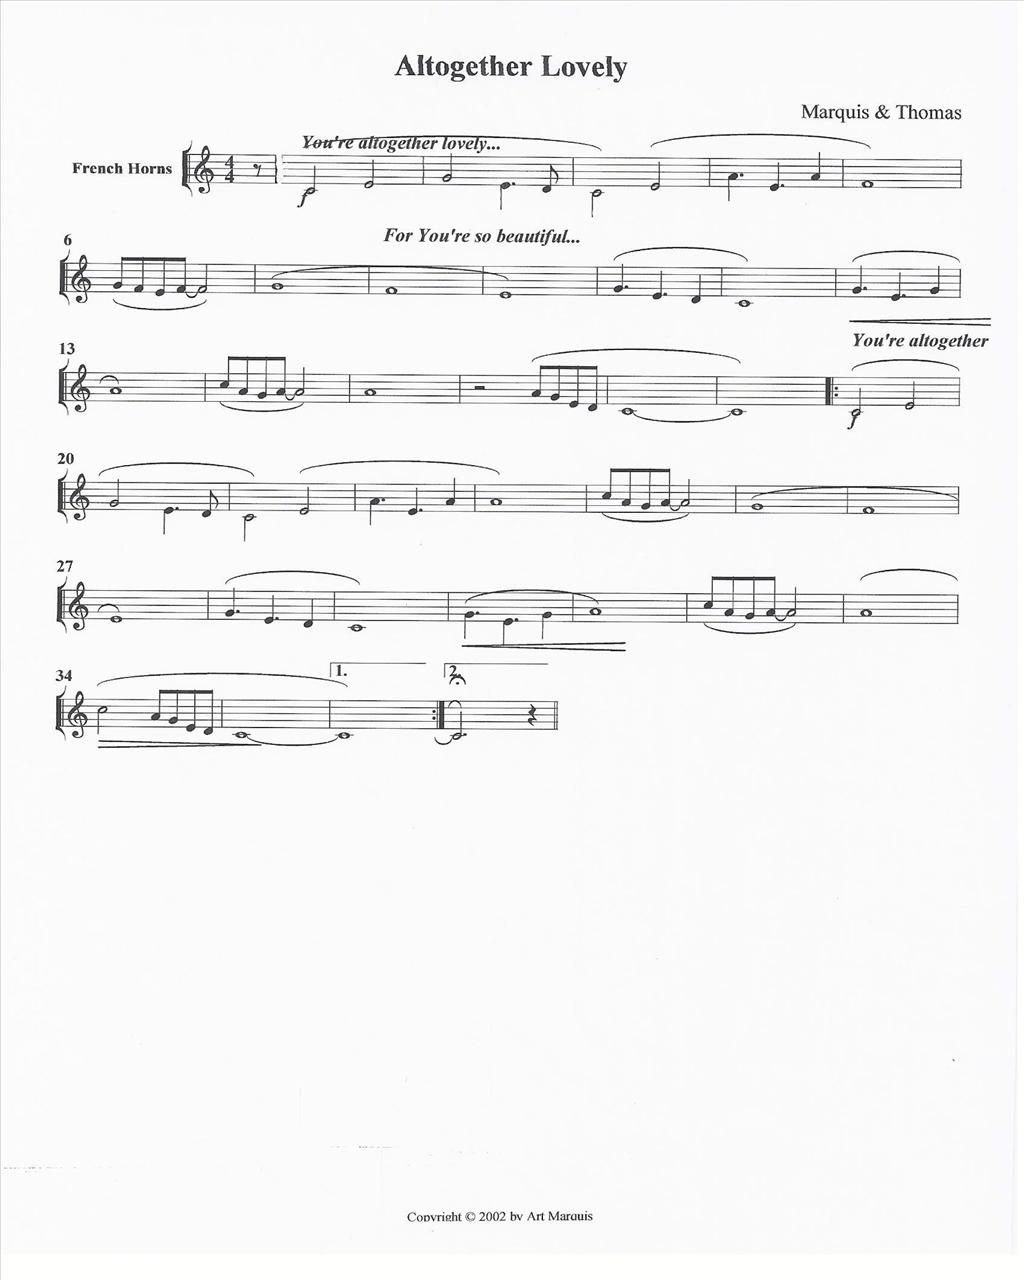 Altogether Lovely
Marquis & Thomas
You're altogether lovely...
French Horns
4
4
f
6
For You're so beautiful...
13
You're altogether
f
20
27
34
1.
2.
Copyright © 2002 by Art Marquis